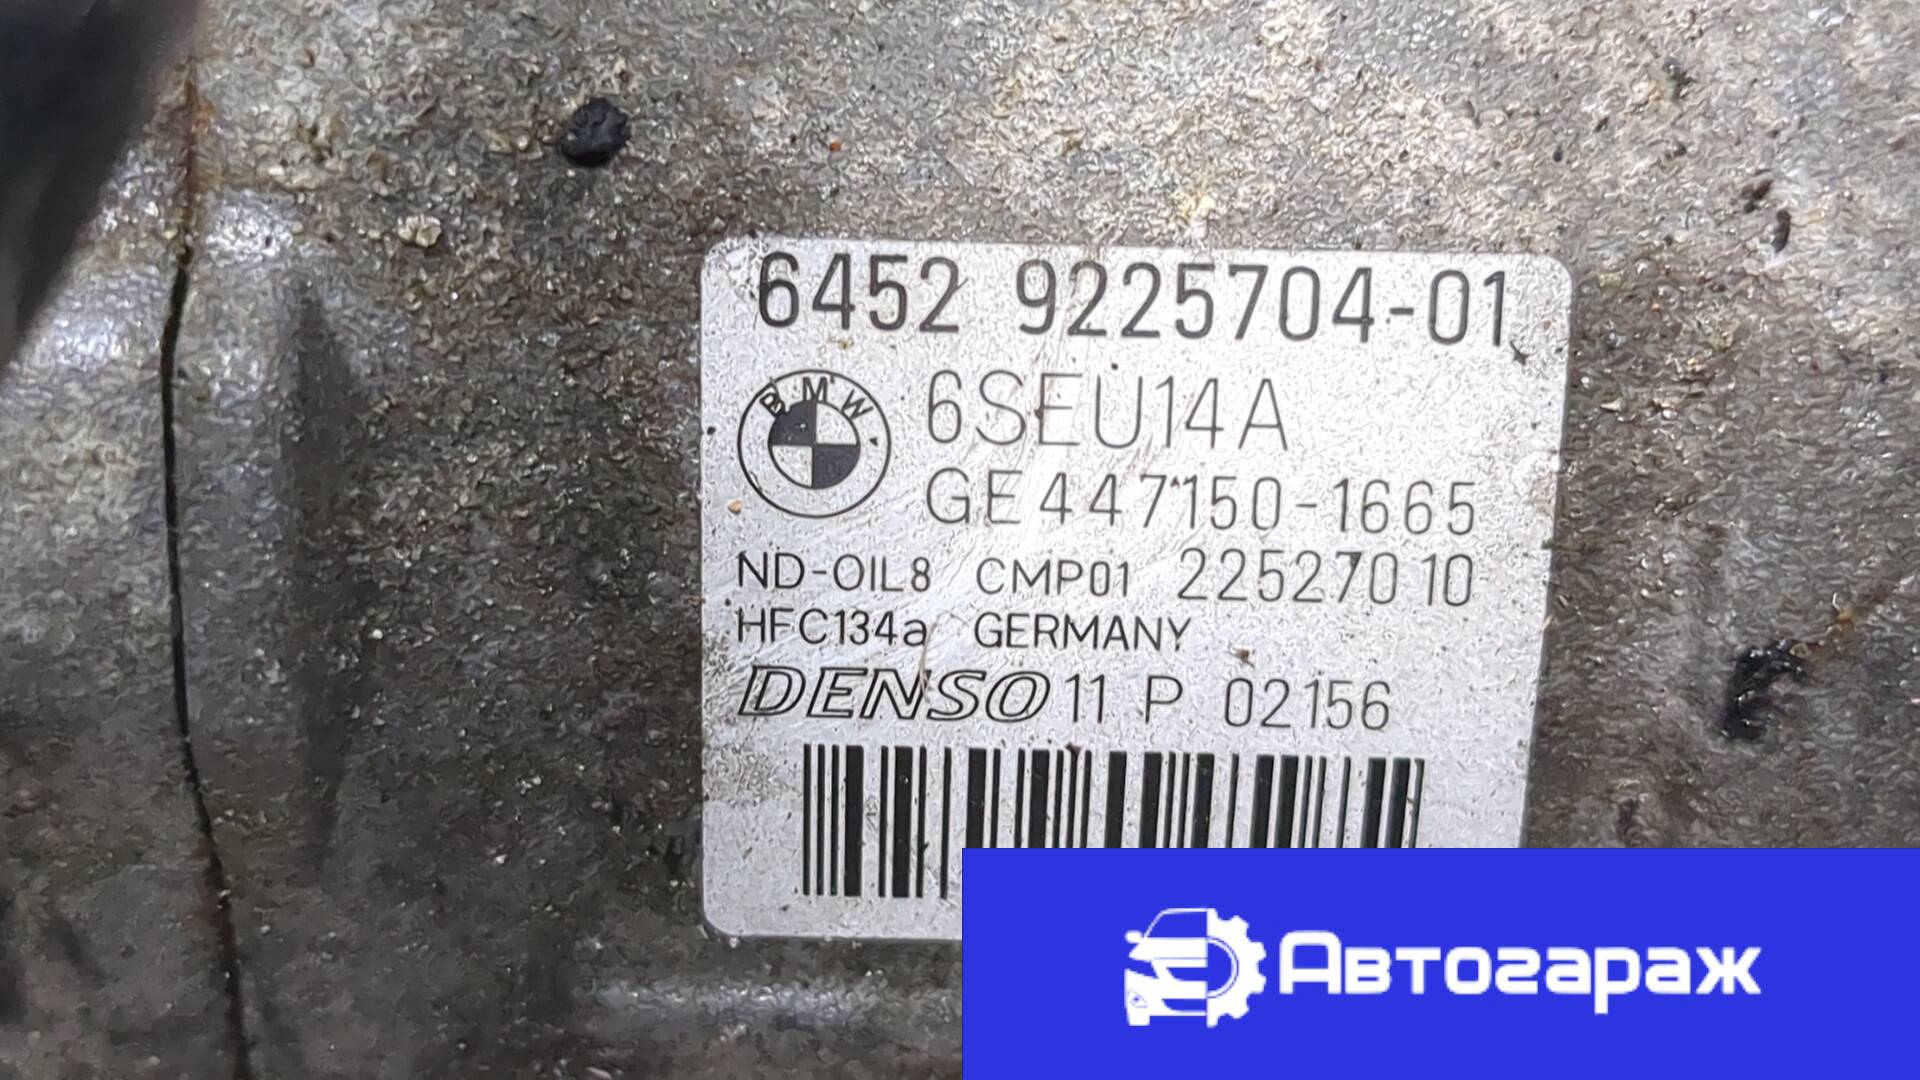 6452 9225704-01
BMW
6SEU14A
GE447150-1665
ND-OIL8 CMP01 22527010
HFC134a GERMANY
DENSO 11 P 02156
Автогараж